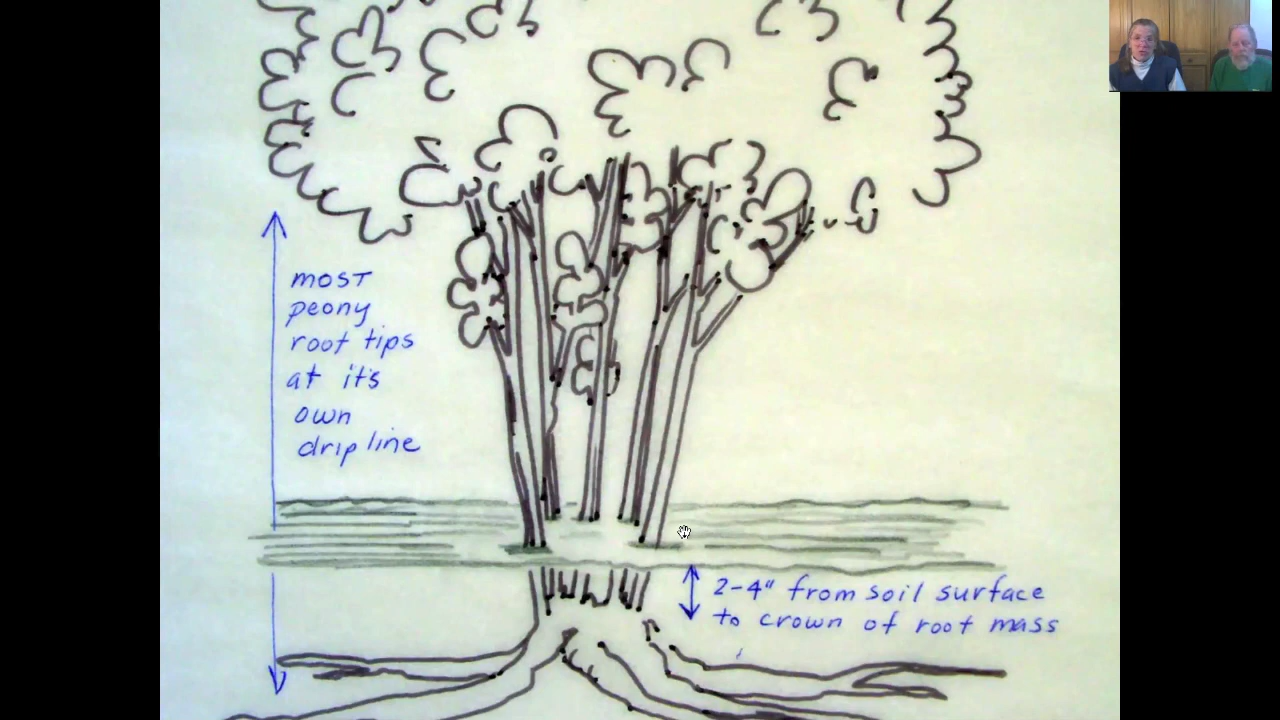 most
peony
root tips
at it's
own
drip line
2-4" from soil surface
to crown of root mass